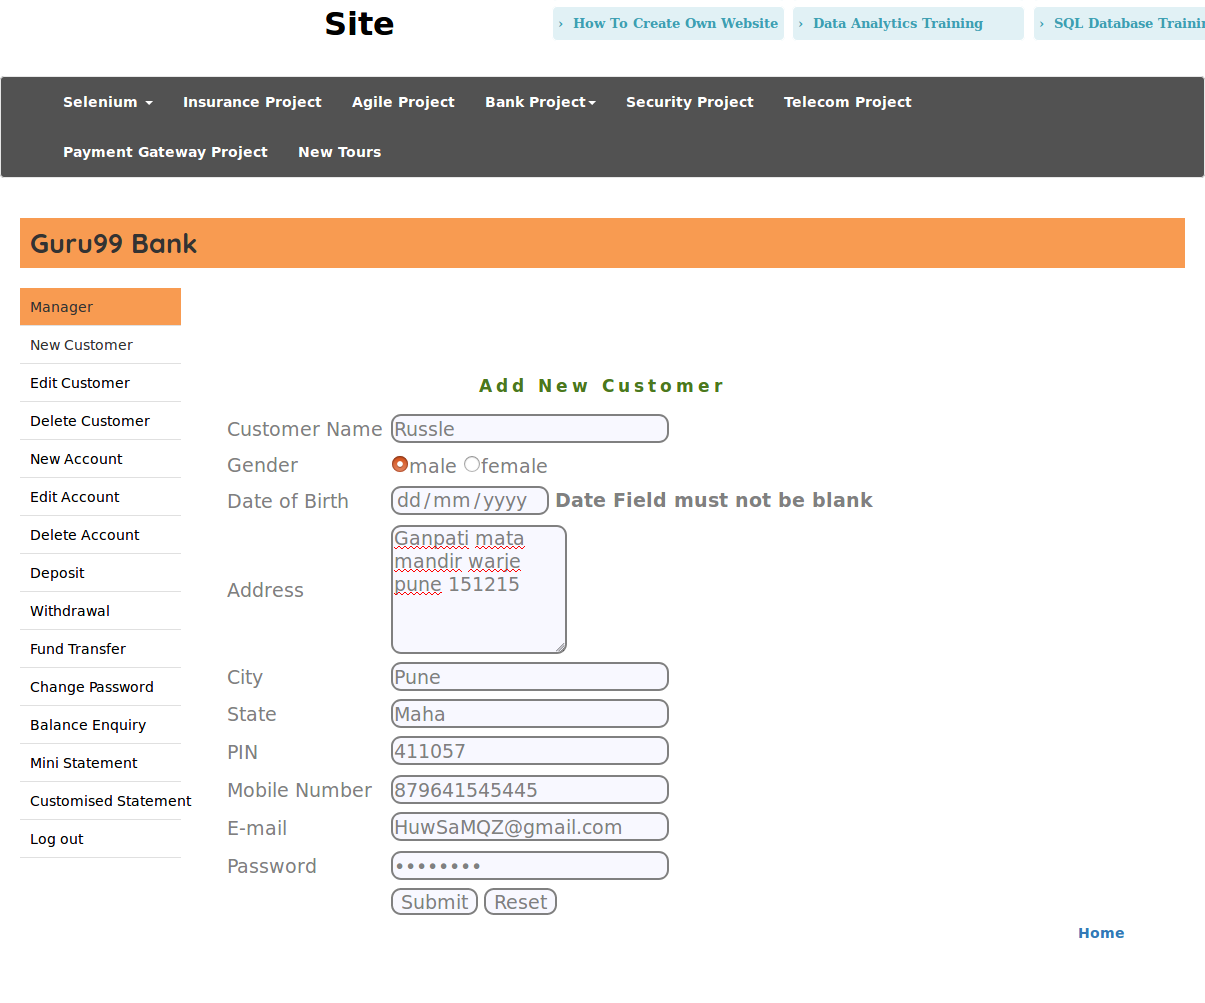 Site
› How To Create Own Website
› Data Analytics Training
› SQL Database
Selenium
Insurance Project
Agile Project
Bank Project
Security Project
Telecom Project
Payment Gateway Project
New Tours
Guru99 Bank
Manager
New Customer
Edit Customer
Delete Customer
New Account
Edit Account
Delete Account
Deposit
Withdrawal
Fund Transfer
Change Password
Balance Enquiry
Mini Statement
Customised Statement
Log out
Add New Customer
Customer Name Russle
Gender male female
Date of Birth dd/mm/yyyy Date Field must not be blank
Address
Ganpati mata
mandir warje
pune 151215
City Pune
State Maha
PIN 411057
Mobile Number 879641545445
E-mail HuwSaMQZ@gmail.com
Password ••••••••
Submit Reset
Home